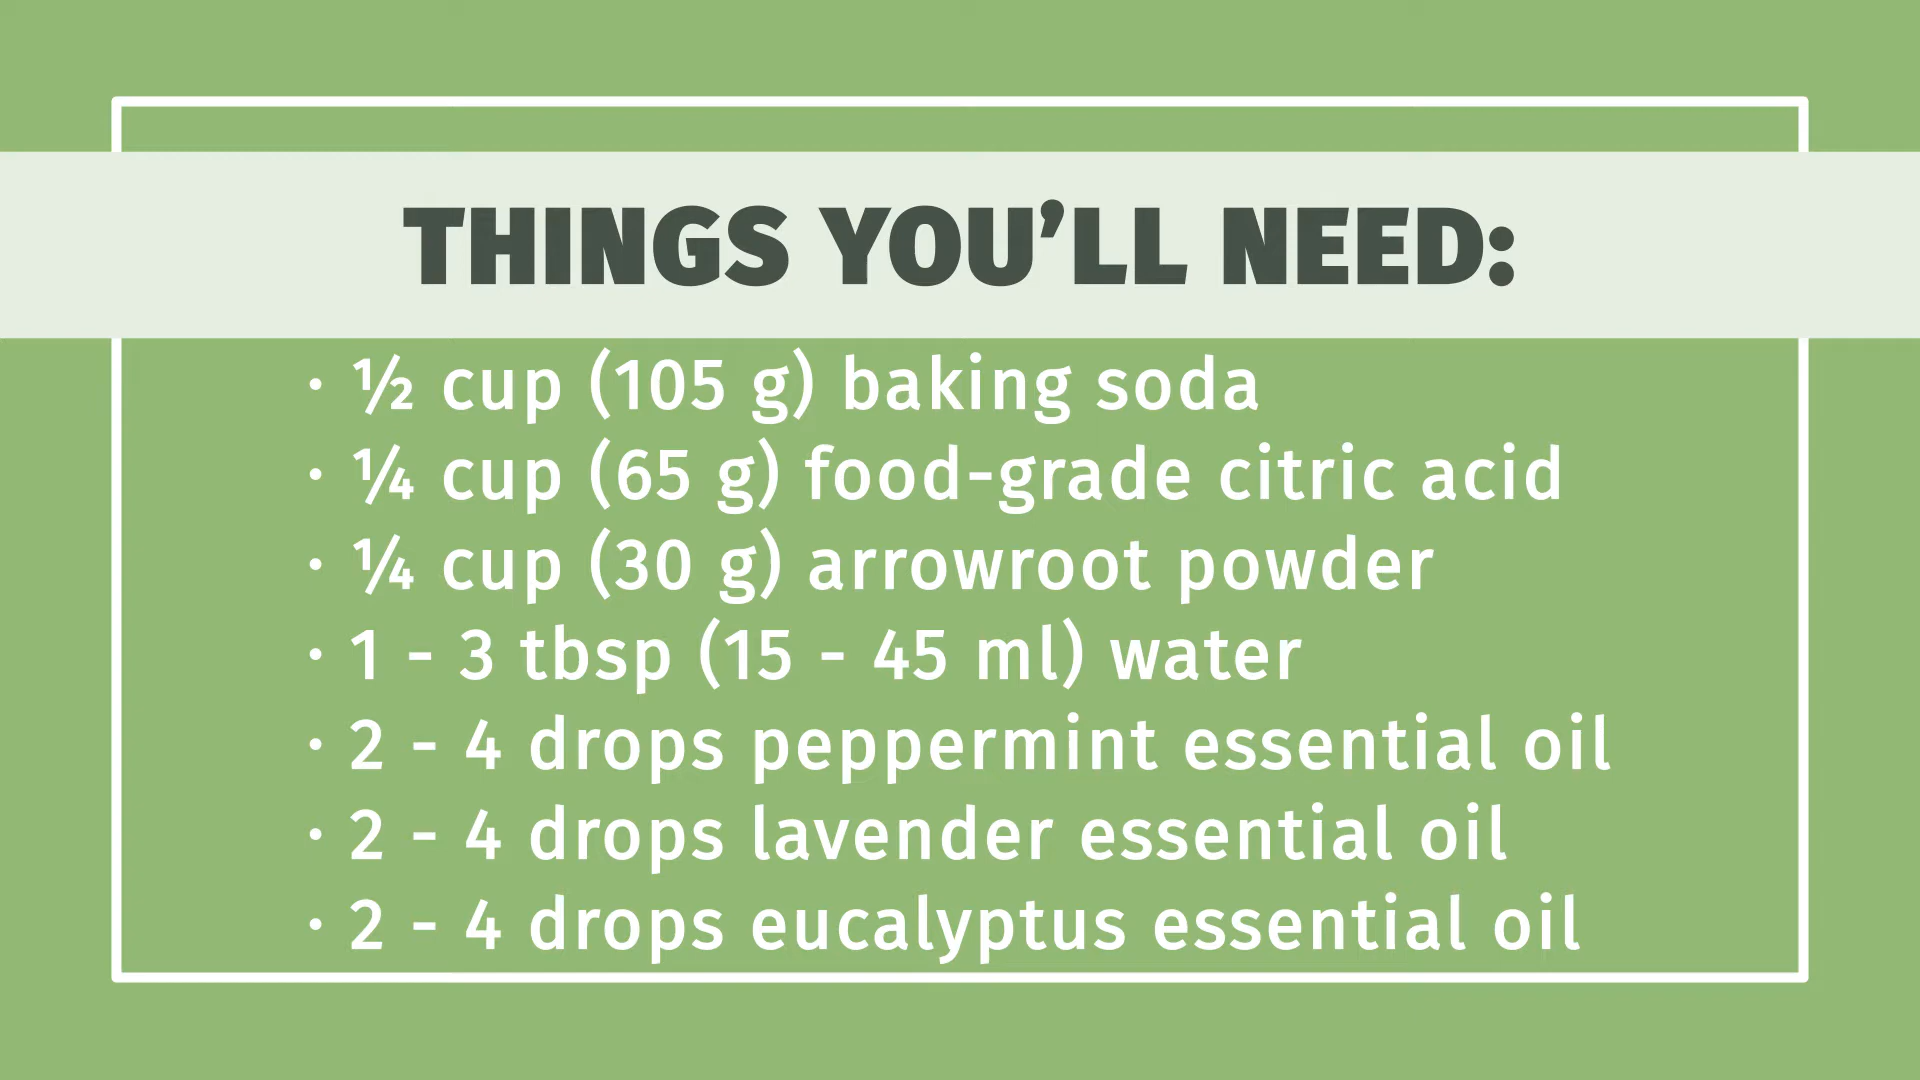 THINGS YOU’LL NEED:
· ½ cup (105 g) baking soda
· ¼ cup (65 g) food-grade citric acid
· ¼ cup (30 g) arrowroot powder
· 1 - 3 tbsp (15 - 45 ml) water
· 2 - 4 drops peppermint essential oil
· 2 - 4 drops lavender essential oil
· 2 - 4 drops eucalyptus essential oil